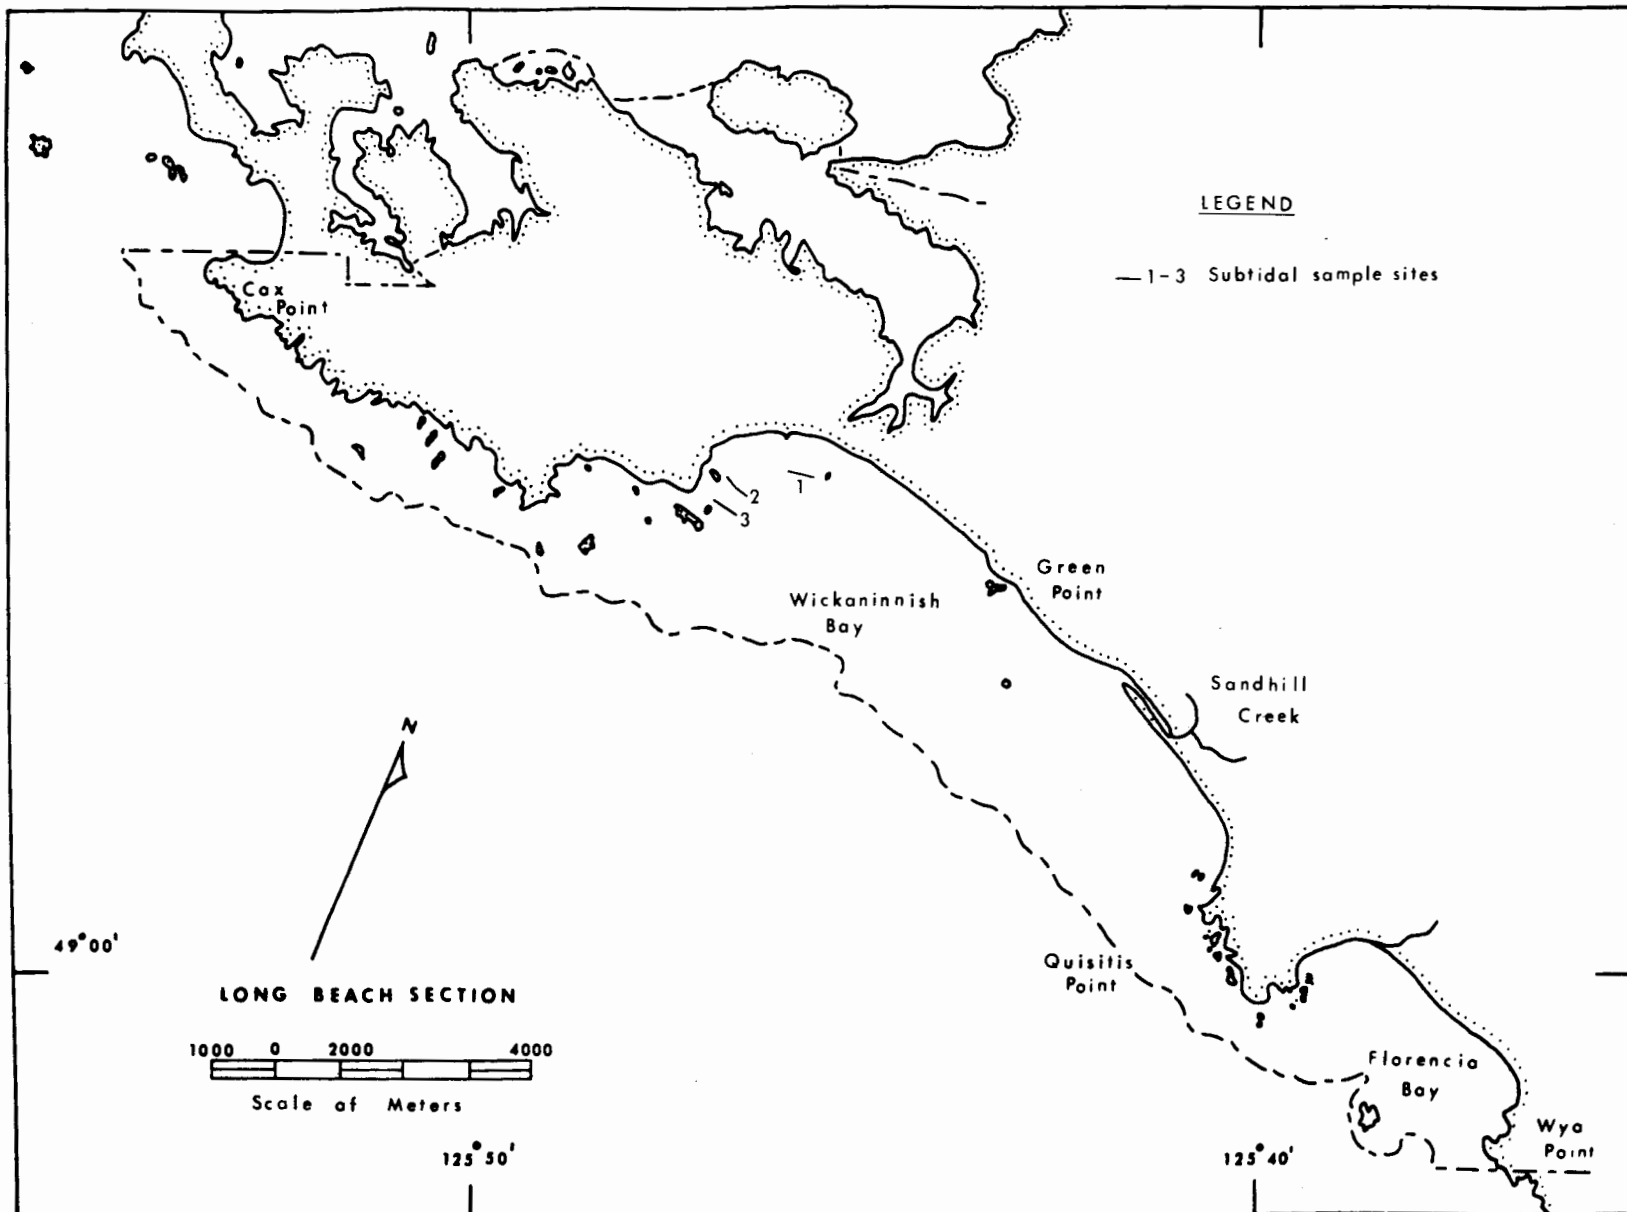 LEGEND
—1-3 Subtidal sample sites
Cax
Point
2
1
3
Green
Point
Wickaninnish
Bay
Sandhill
Creek
N
49°00'
Quisitis
Point
LONG BEACH SECTION
1000 0 2000 4000
Scale of Meters
Florencia
Bay
Wya
Point
125°50'
125°40'